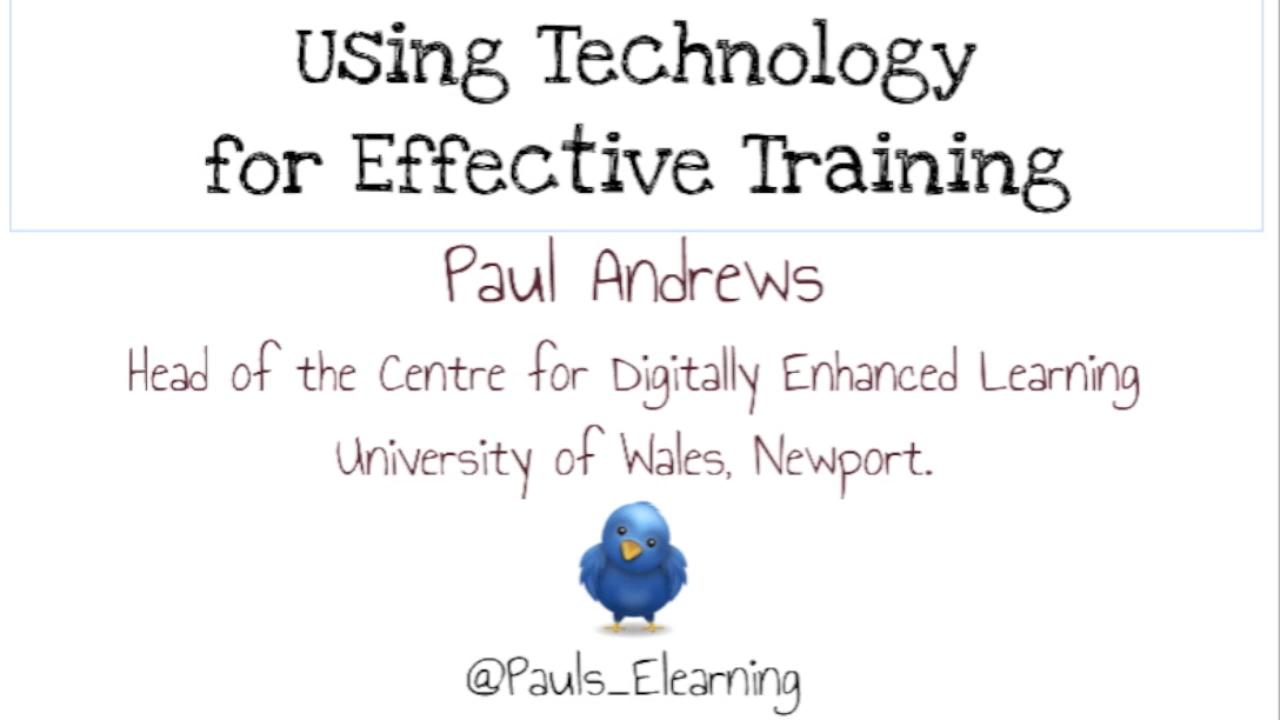 Using Technology
for Effective Training
Paul Andrews
Head of the Centre for Digitally Enhanced Learning
University of Wales, Newport.
@Pauls_Elearning